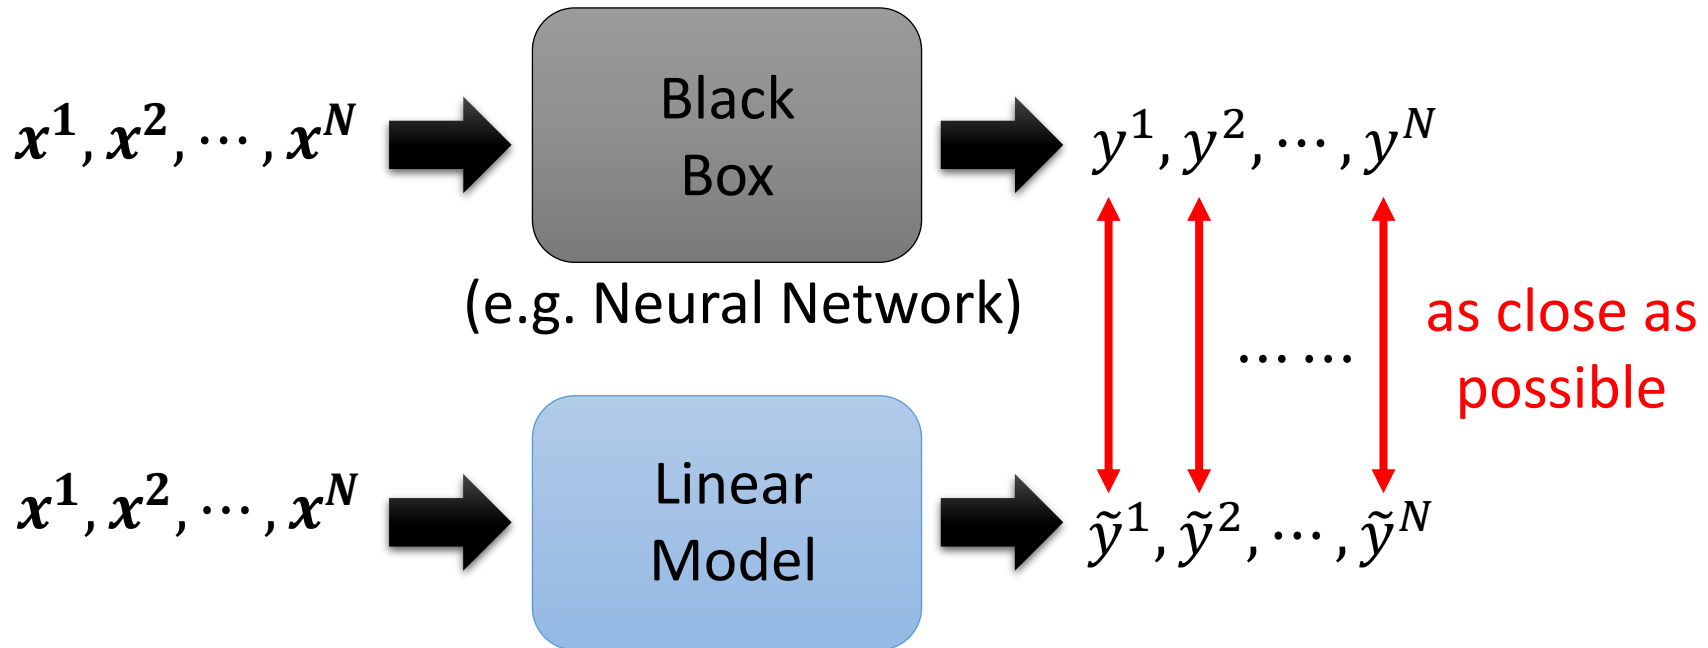 x¹, x², ⋯, xᴺ
Black
Box
y¹, y², ⋯, yᴺ
(e.g. Neural Network)
as close as
possible
⋯⋯
x¹, x², ⋯, xᴺ
Linear
Model
ỹ¹, ỹ², ⋯, ỹᴺ